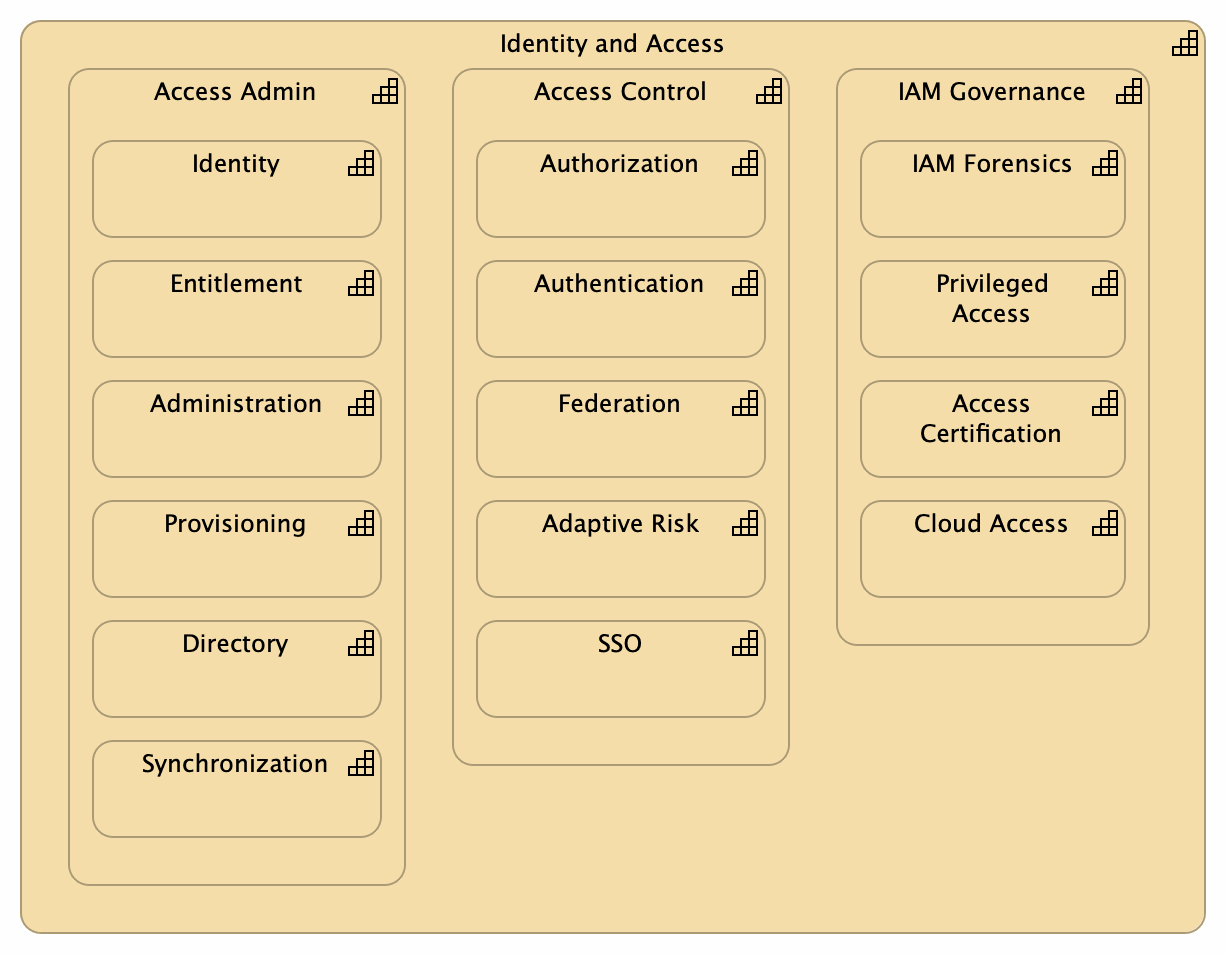 Identity and Access
Access Admin
Identity
Entitlement
Administration
Provisioning
Directory
Synchronization
Access Control
Authorization
Authentication
Federation
Adaptive Risk
SSO
IAM Governance
IAM Forensics
Privileged
Access
Access
Certification
Cloud Access